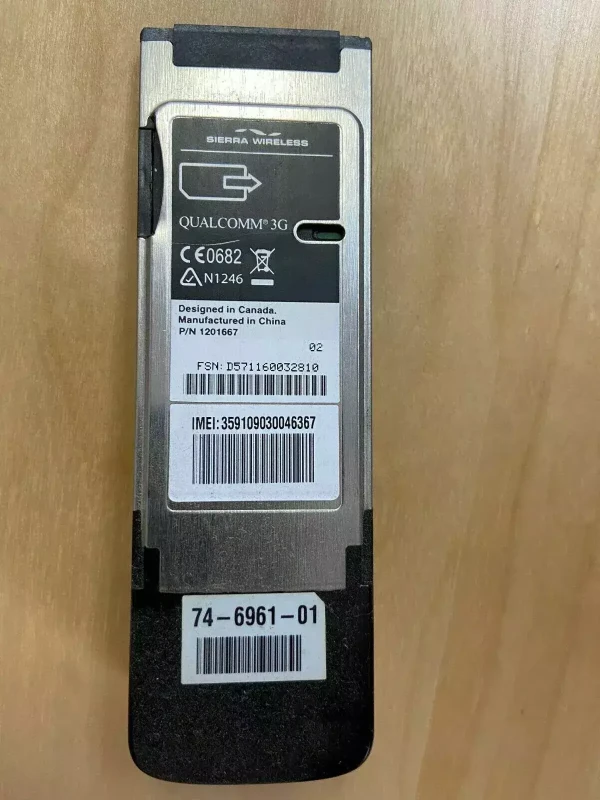 SIERRA WIRELESS
QUALCOMM® 3G
CE0682
N1246
Designed in Canada.
Manufactured in China
P/N 1201667
02
FSN: D571160032810
IMEI: 359109030046367
74-6961-01